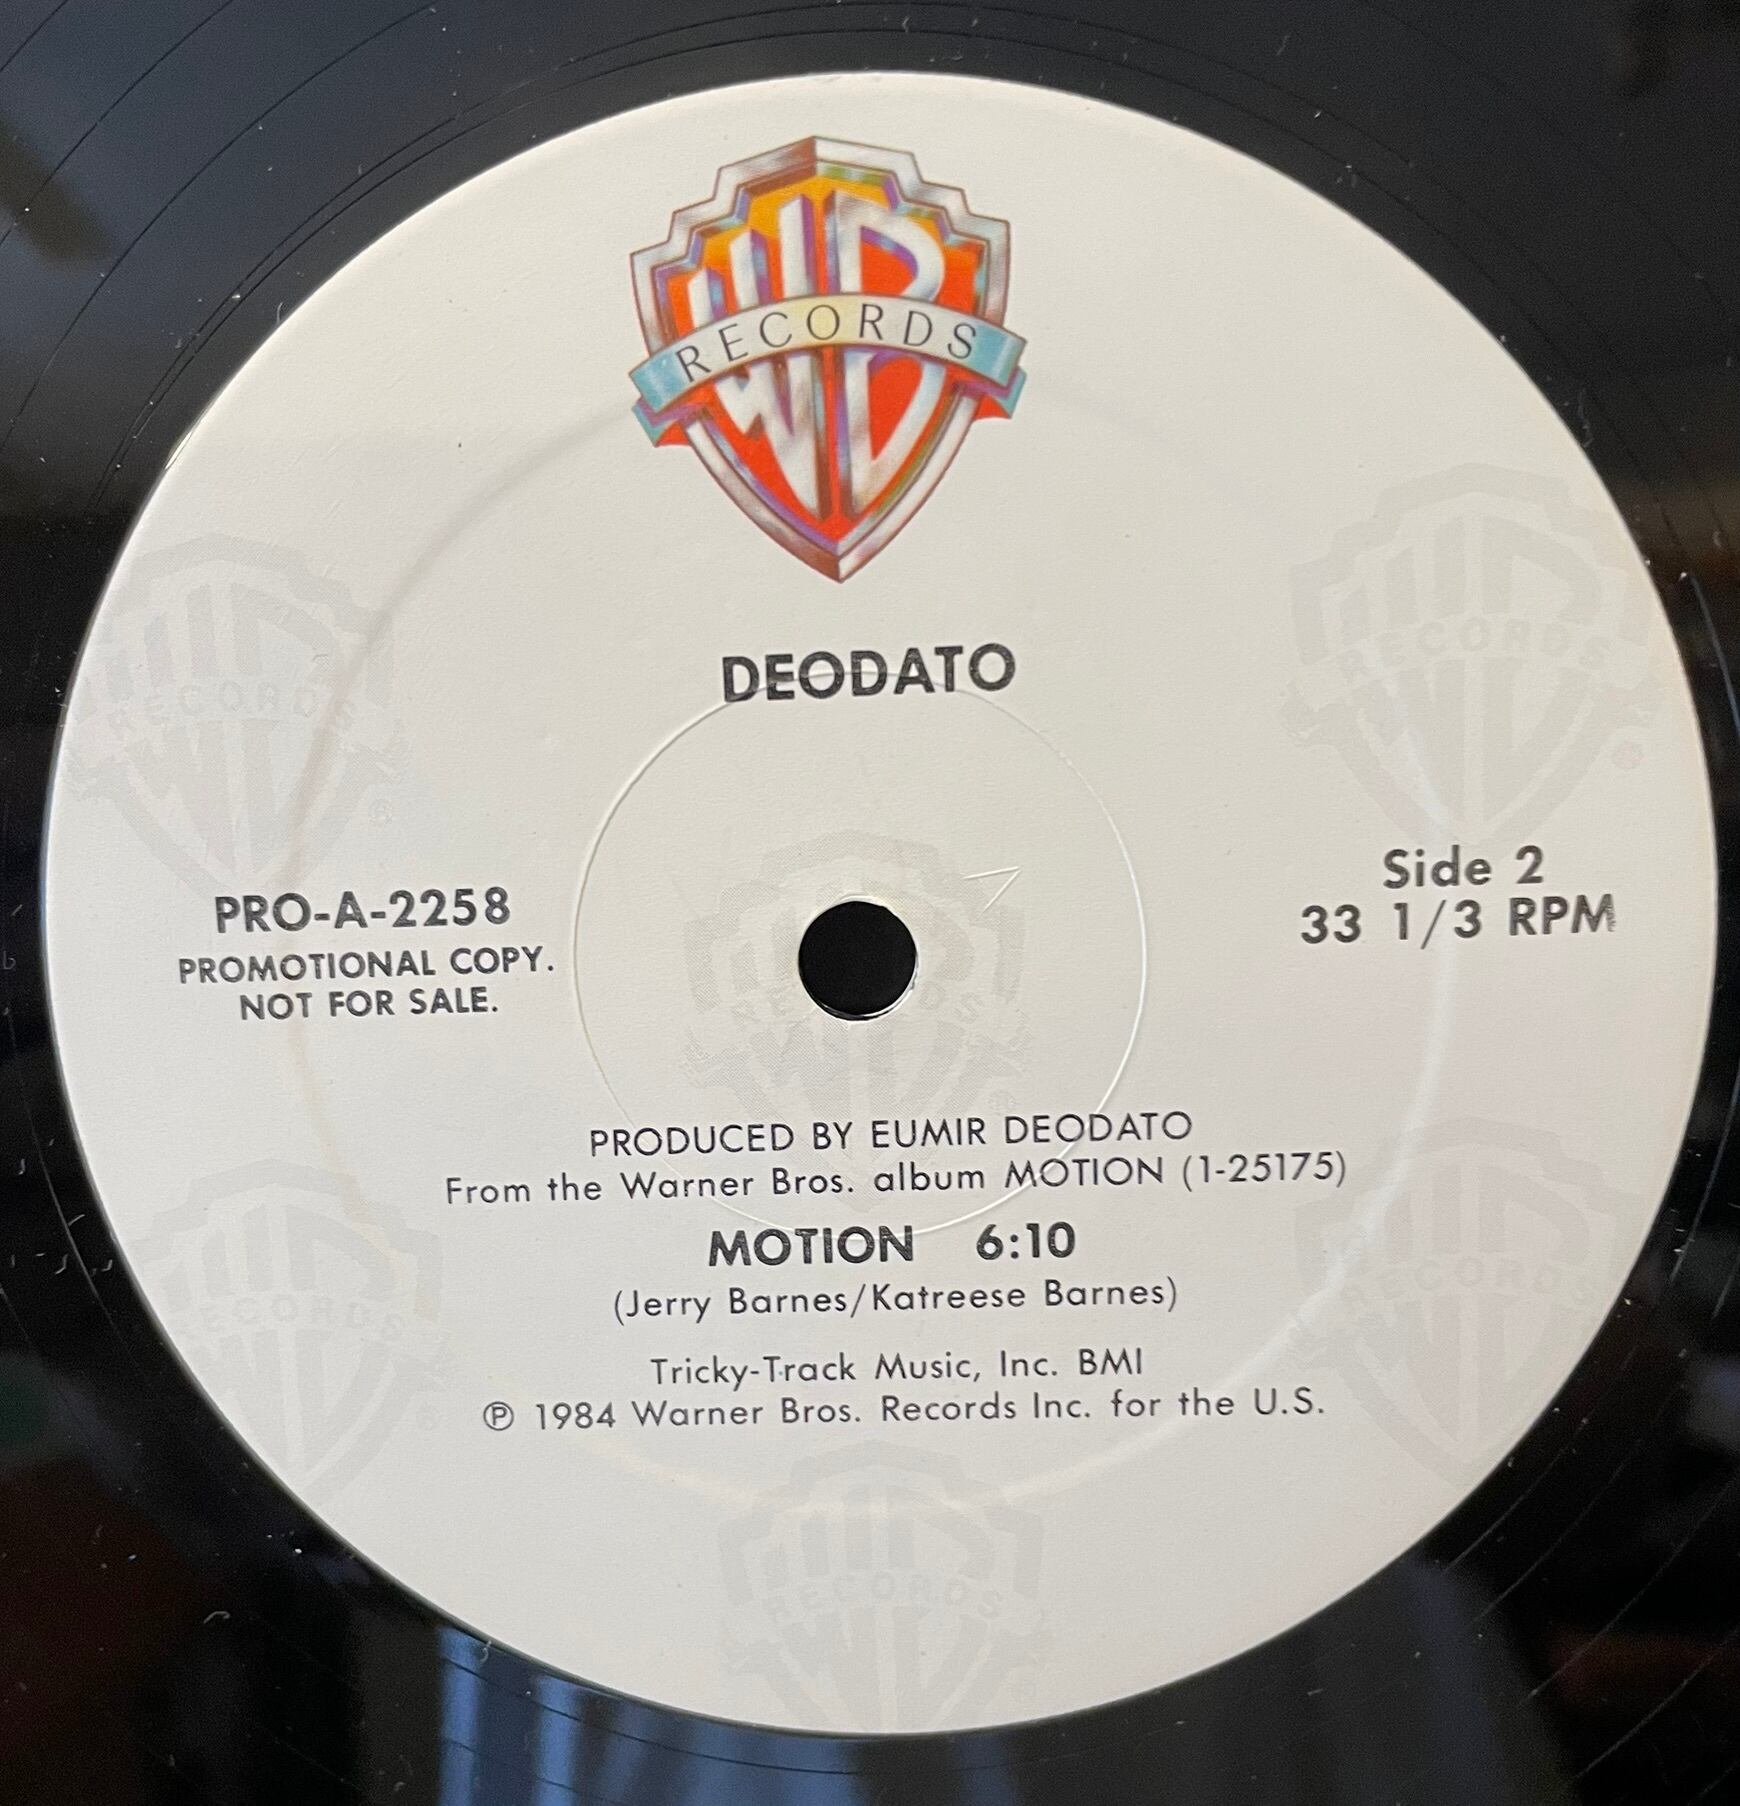 WB
RECORDS
DEODATO
PRO-A-2258
PROMOTIONAL COPY.
NOT FOR SALE.
Side 2
33 1/3 RPM
PRODUCED BY EUMIR DEODATO
From the Warner Bros. album MOTION (1-25175)
MOTION 6:10
(Jerry Barnes/Katreese Barnes)
Tricky-Track Music, Inc. BMI
℗ 1984 Warner Bros. Records Inc. for the U.S.